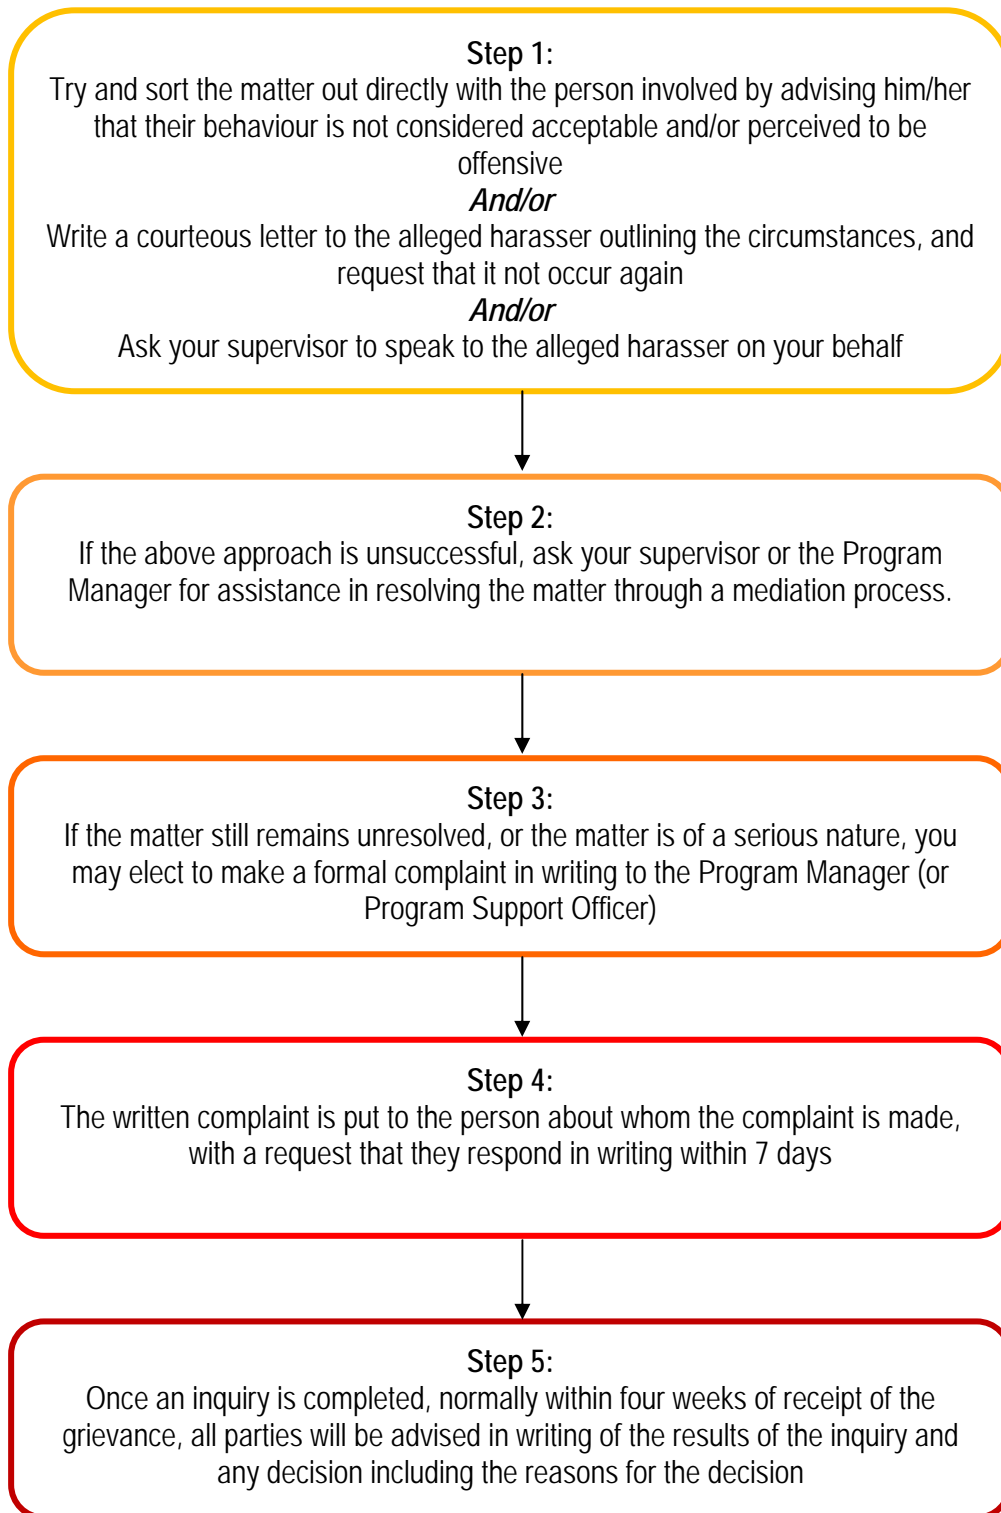 Step 1:
Try and sort the matter out directly with the person involved by advising him/her
that their behaviour is not considered acceptable and/or perceived to be
offensive
And/or
Write a courteous letter to the alleged harasser outlining the circumstances, and
request that it not occur again
And/or
Ask your supervisor to speak to the alleged harasser on your behalf
Step 2:
If the above approach is unsuccessful, ask your supervisor or the Program
Manager for assistance in resolving the matter through a mediation process.
Step 3:
If the matter still remains unresolved, or the matter is of a serious nature, you
may elect to make a formal complaint in writing to the Program Manager (or
Program Support Officer)
Step 4:
The written complaint is put to the person about whom the complaint is made,
with a request that they respond in writing within 7 days
Step 5:
Once an inquiry is completed, normally within four weeks of receipt of the
grievance, all parties will be advised in writing of the results of the inquiry and
any decision including the reasons for the decision